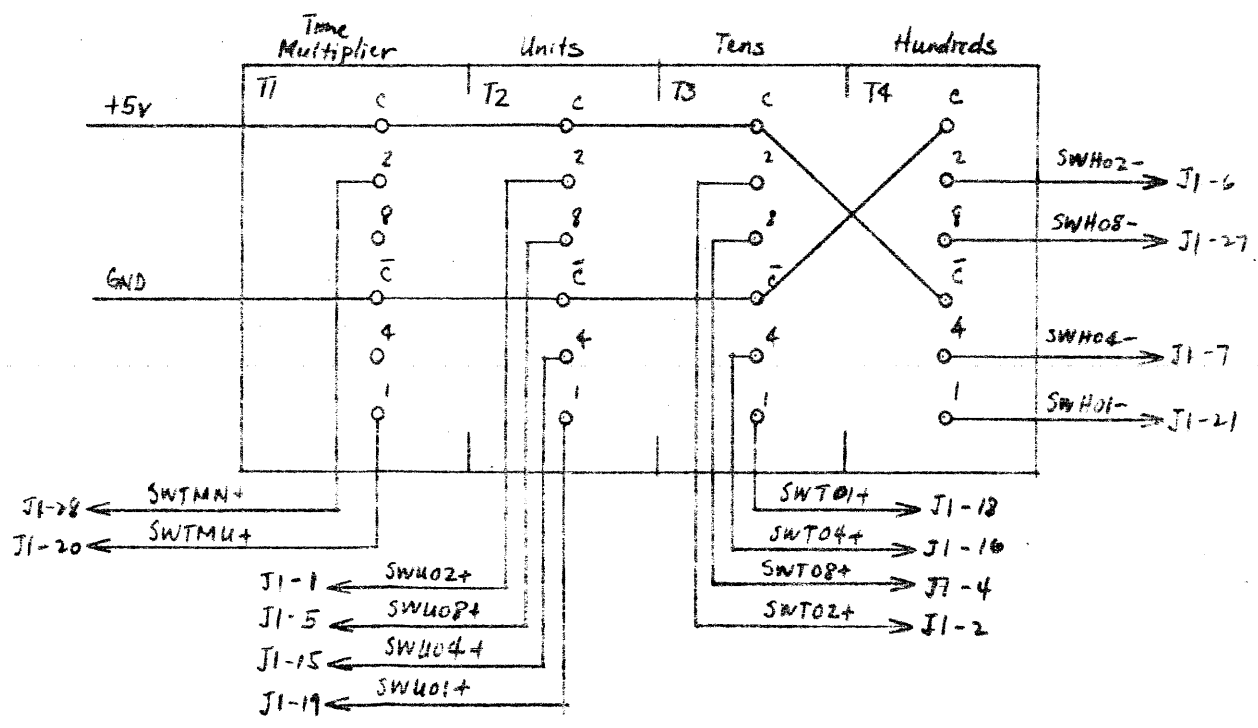 Time Multiplier
Units
Tens
Hundreds
T1
T2
T3
T4
+5V
C
C
C
C
2
2
2
2
SWH02-
J1-6
8
8
8
8
SWH08-
J1-27
GND
C̄
C̄
C̄
C̄
4
4
4
4
SWH04-
J1-7
1
1
1
1
SWH01-
J1-21
J1-28
SWTMN+
J1-20
SWTMU+
SWT01+
J1-18
SWT04+
J1-16
SWT08+
J7-4
SWT02+
J1-2
J1-1
SWU02+
J1-5
SWU08+
J1-15
SWU04+
J1-19
SWU01+